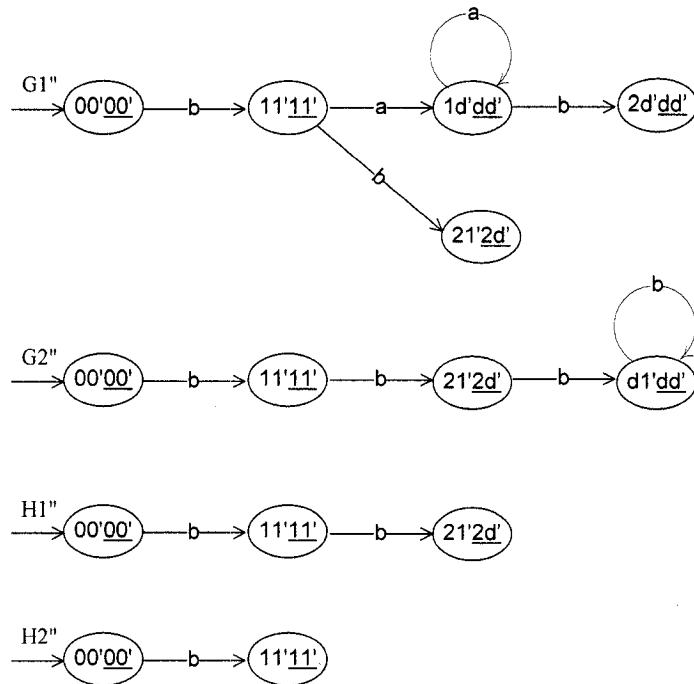 a
G1"
00'00' b 11'11' a 1d'dd' b 2d'dd'
b
21'2d'
b
G2"
00'00' b 11'11' b 21'2d' b d1'dd'
H1"
00'00' b 11'11' b 21'2d'
H2"
00'00' b 11'11'